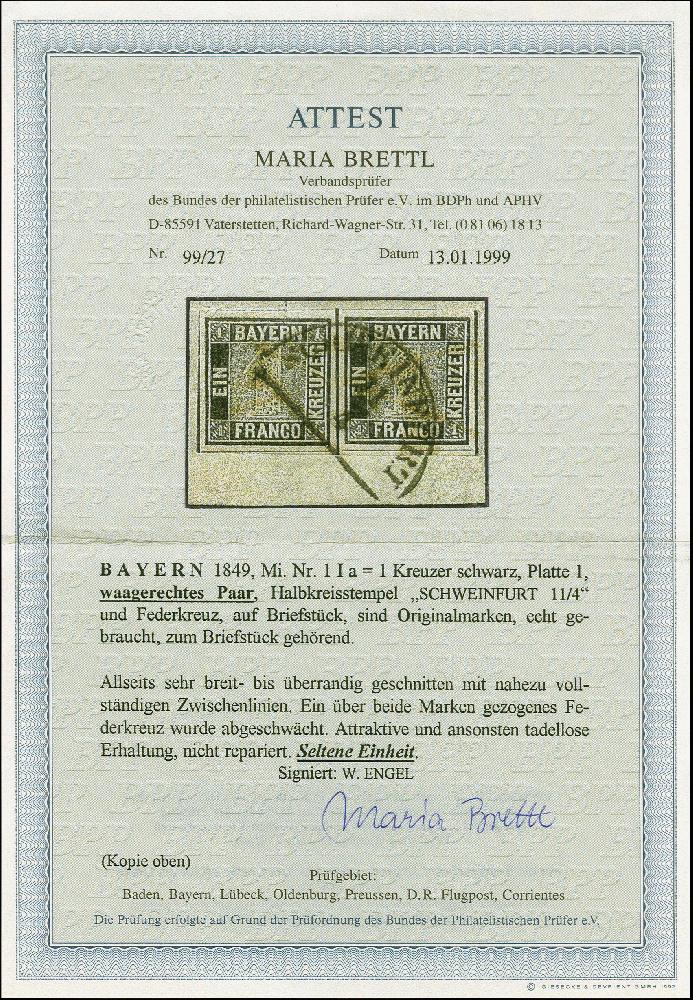 ATTEST
MARIA BRETTL
Verbandsprüfer
des Bundes der philatelistischen Prüfer e.V. im BDPh und APHV
D-85591 Vaterstetten, Richard-Wagner-Str. 31, Tel. (0 81 06) 18 13
Nr. 99/27 Datum 13.01.1999
BAYERN BAYERN
EIN KREUZER EIN KREUZER
FRANCO FRANCO
BAYERN 1849, Mi. Nr. 1 I a = 1 Kreuzer schwarz, Platte 1,
waagerechtes Paar, Halbkreisstempel „SCHWEINFURT 11/4“
und Federkreuz, auf Briefstück, sind Originalmarken, echt ge-
braucht, zum Briefstück gehörend.
Allseits sehr breit- bis überrandig geschnitten mit nahezu voll-
ständigen Zwischenlinien. Ein über beide Marken gezogenes Fe-
derkreuz wurde abgeschwächt. Attraktive und ansonsten tadellose
Erhaltung, nicht repariert. Seltene Einheit.
Signiert: W. ENGEL
Maria Brettl
(Kopie oben)
Prüfgebiet:
Baden, Bayern, Lübeck, Oldenburg, Preussen, D.R. Flugpost, Corrientes
Die Prüfung erfolgte auf Grund der Prüfordnung des Bundes der Philatelistischen Prüfer e.V.
© GIESECKE & DEVRIENT GMBH